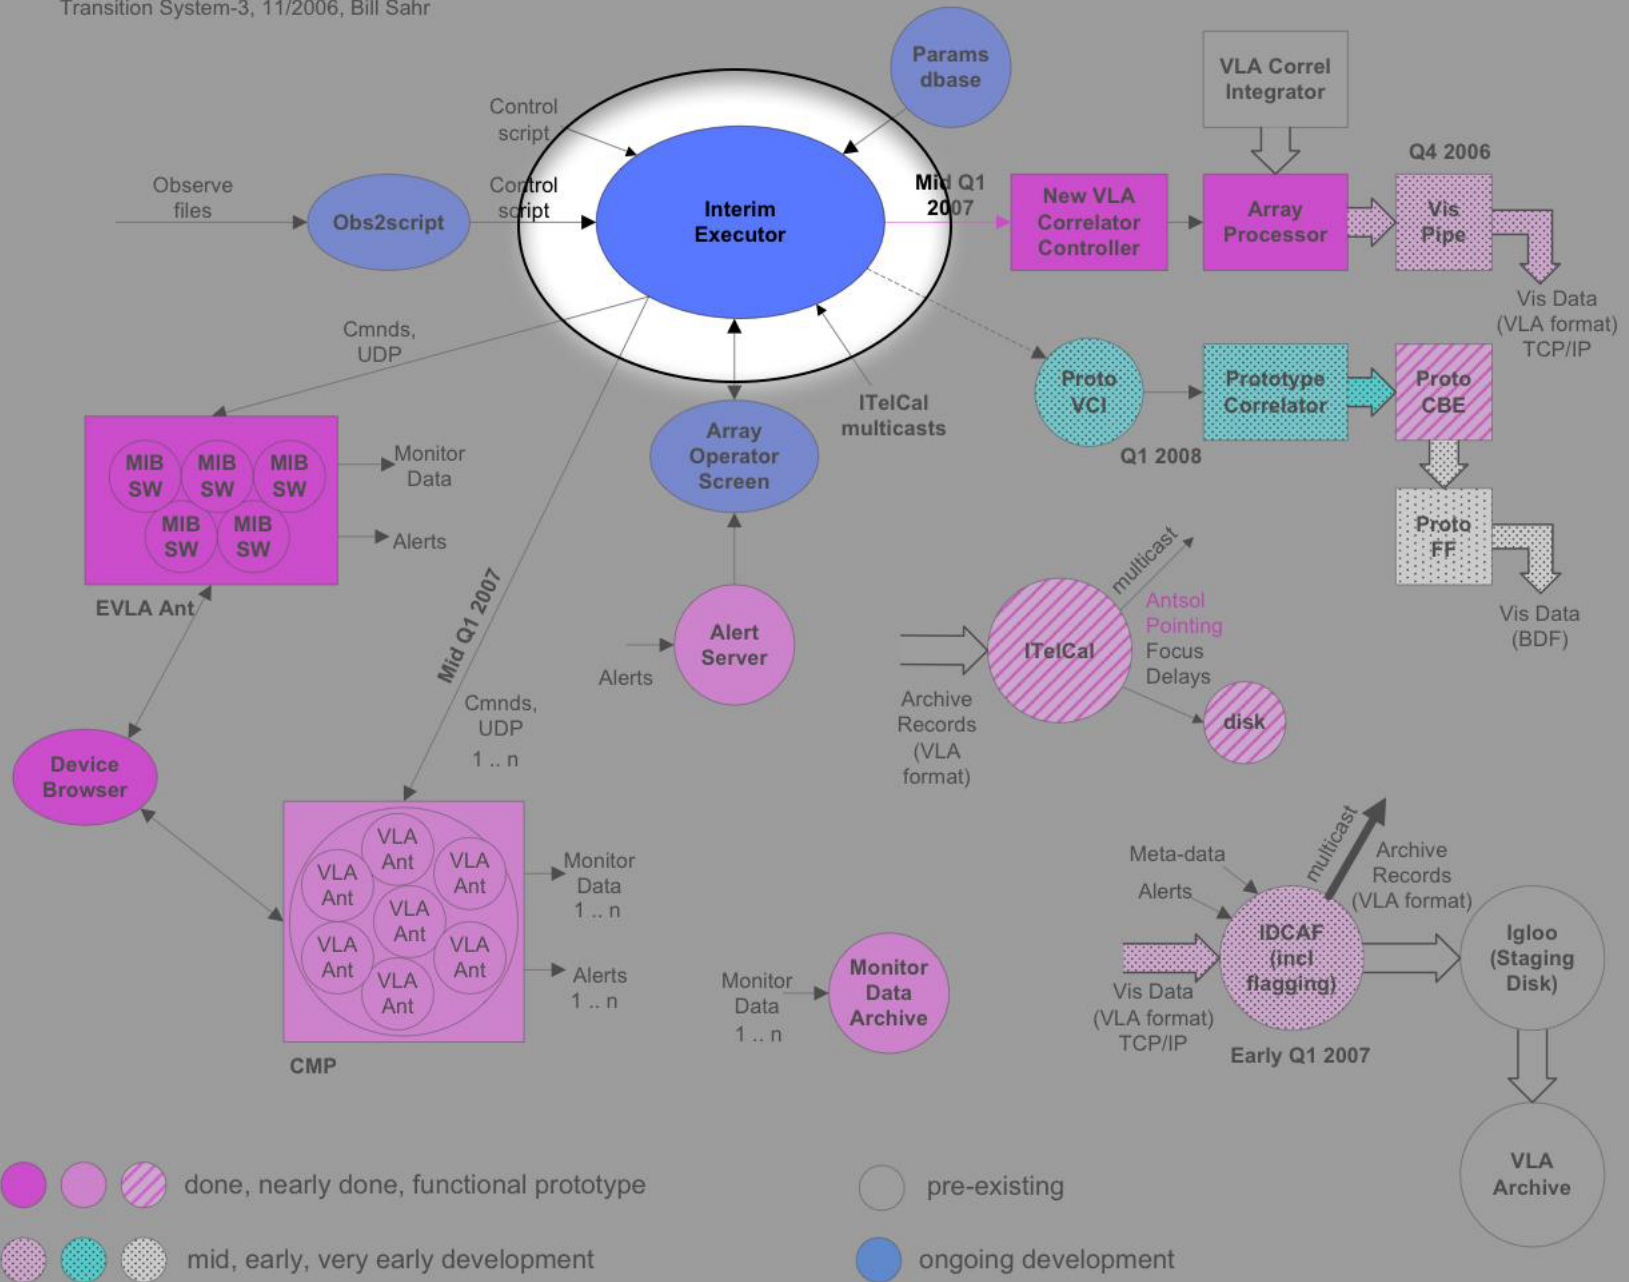 Transition System-3, 11/2006, Bill Sahr
Params
dbase
VLA Correl
Integrator
Control
script
Q4 2006
Observe
files
Obs2script
Control
script
Interim
Executor
Mid Q1
2007
New VLA
Correlator
Controller
Array
Processor
Vis
Pipe
Vis Data
(VLA format)
TCP/IP
Cmnds,
UDP
ITelCal
multicasts
Proto
VCI
Q1 2008
Prototype
Correlator
Proto
CBE
Array
Operator
Screen
MIB
SW
MIB
SW
MIB
SW
MIB
SW
MIB
SW
Monitor
Data
Alerts
EVLA Ant
Proto
FF
Vis Data
(BDF)
Mid Q1 2007
Cmnds,
UDP
1 .. n
Alerts
Alert
Server
Archive
Records
(VLA
format)
ITelCal
multicast
Antsol
Pointing
Focus
Delays
disk
Device
Browser
VLA
Ant
VLA
Ant
VLA
Ant
VLA
Ant
VLA
Ant
VLA
Ant
VLA
Ant
Monitor
Data
1 .. n
Alerts
1 .. n
CMP
Monitor
Data
1 .. n
Monitor
Data
Archive
Meta-data
Alerts
multicast
Archive
Records
(VLA format)
Vis Data
(VLA format)
TCP/IP
IDCAF
(incl
flagging)
Early Q1 2007
Igloo
(Staging
Disk)
VLA
Archive
done, nearly done, functional prototype
pre-existing
mid, early, very early development
ongoing development